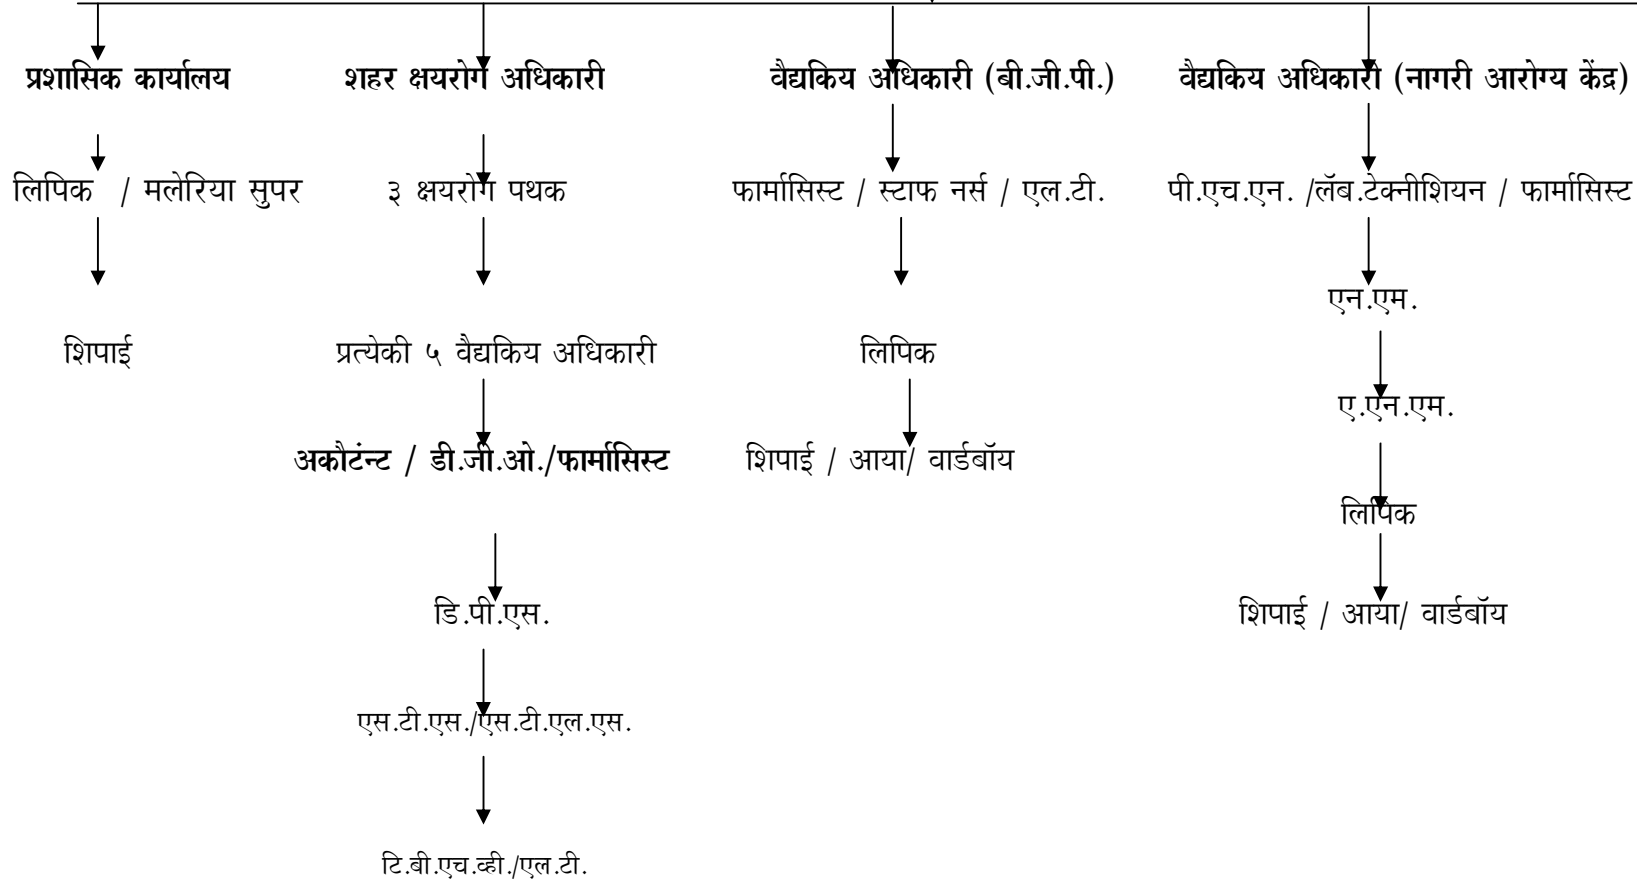 प्रशासिक कार्यालय शहर क्षयरोग अधिकारी वैद्यकिय अधिकारी (बी.जी.पी.) वैद्यकिय अधिकारी (नागरी आरोग्य केंद्र)
लिपिक / मलेरिया सुपर ३ क्षयरोग पथक फार्मासिस्ट / स्टाफ नर्स / एल.टी. पी.एच.एन. /लॅब.टेक्नीशियन / फार्मासिस्ट
एन.एम.
शिपाई प्रत्येकी ५ वैद्यकिय अधिकारी लिपिक
ए.एन.एम.
अकौटंन्ट / डी.जी.ओ./फार्मासिस्ट शिपाई / आया/ वार्डबॉय
लिपिक
डि.पी.एस. शिपाई / आया/ वार्डबॉय
एस.टी.एस./एस.टी.एल.एस.
टि.बी.एच.व्ही./एल.टी.